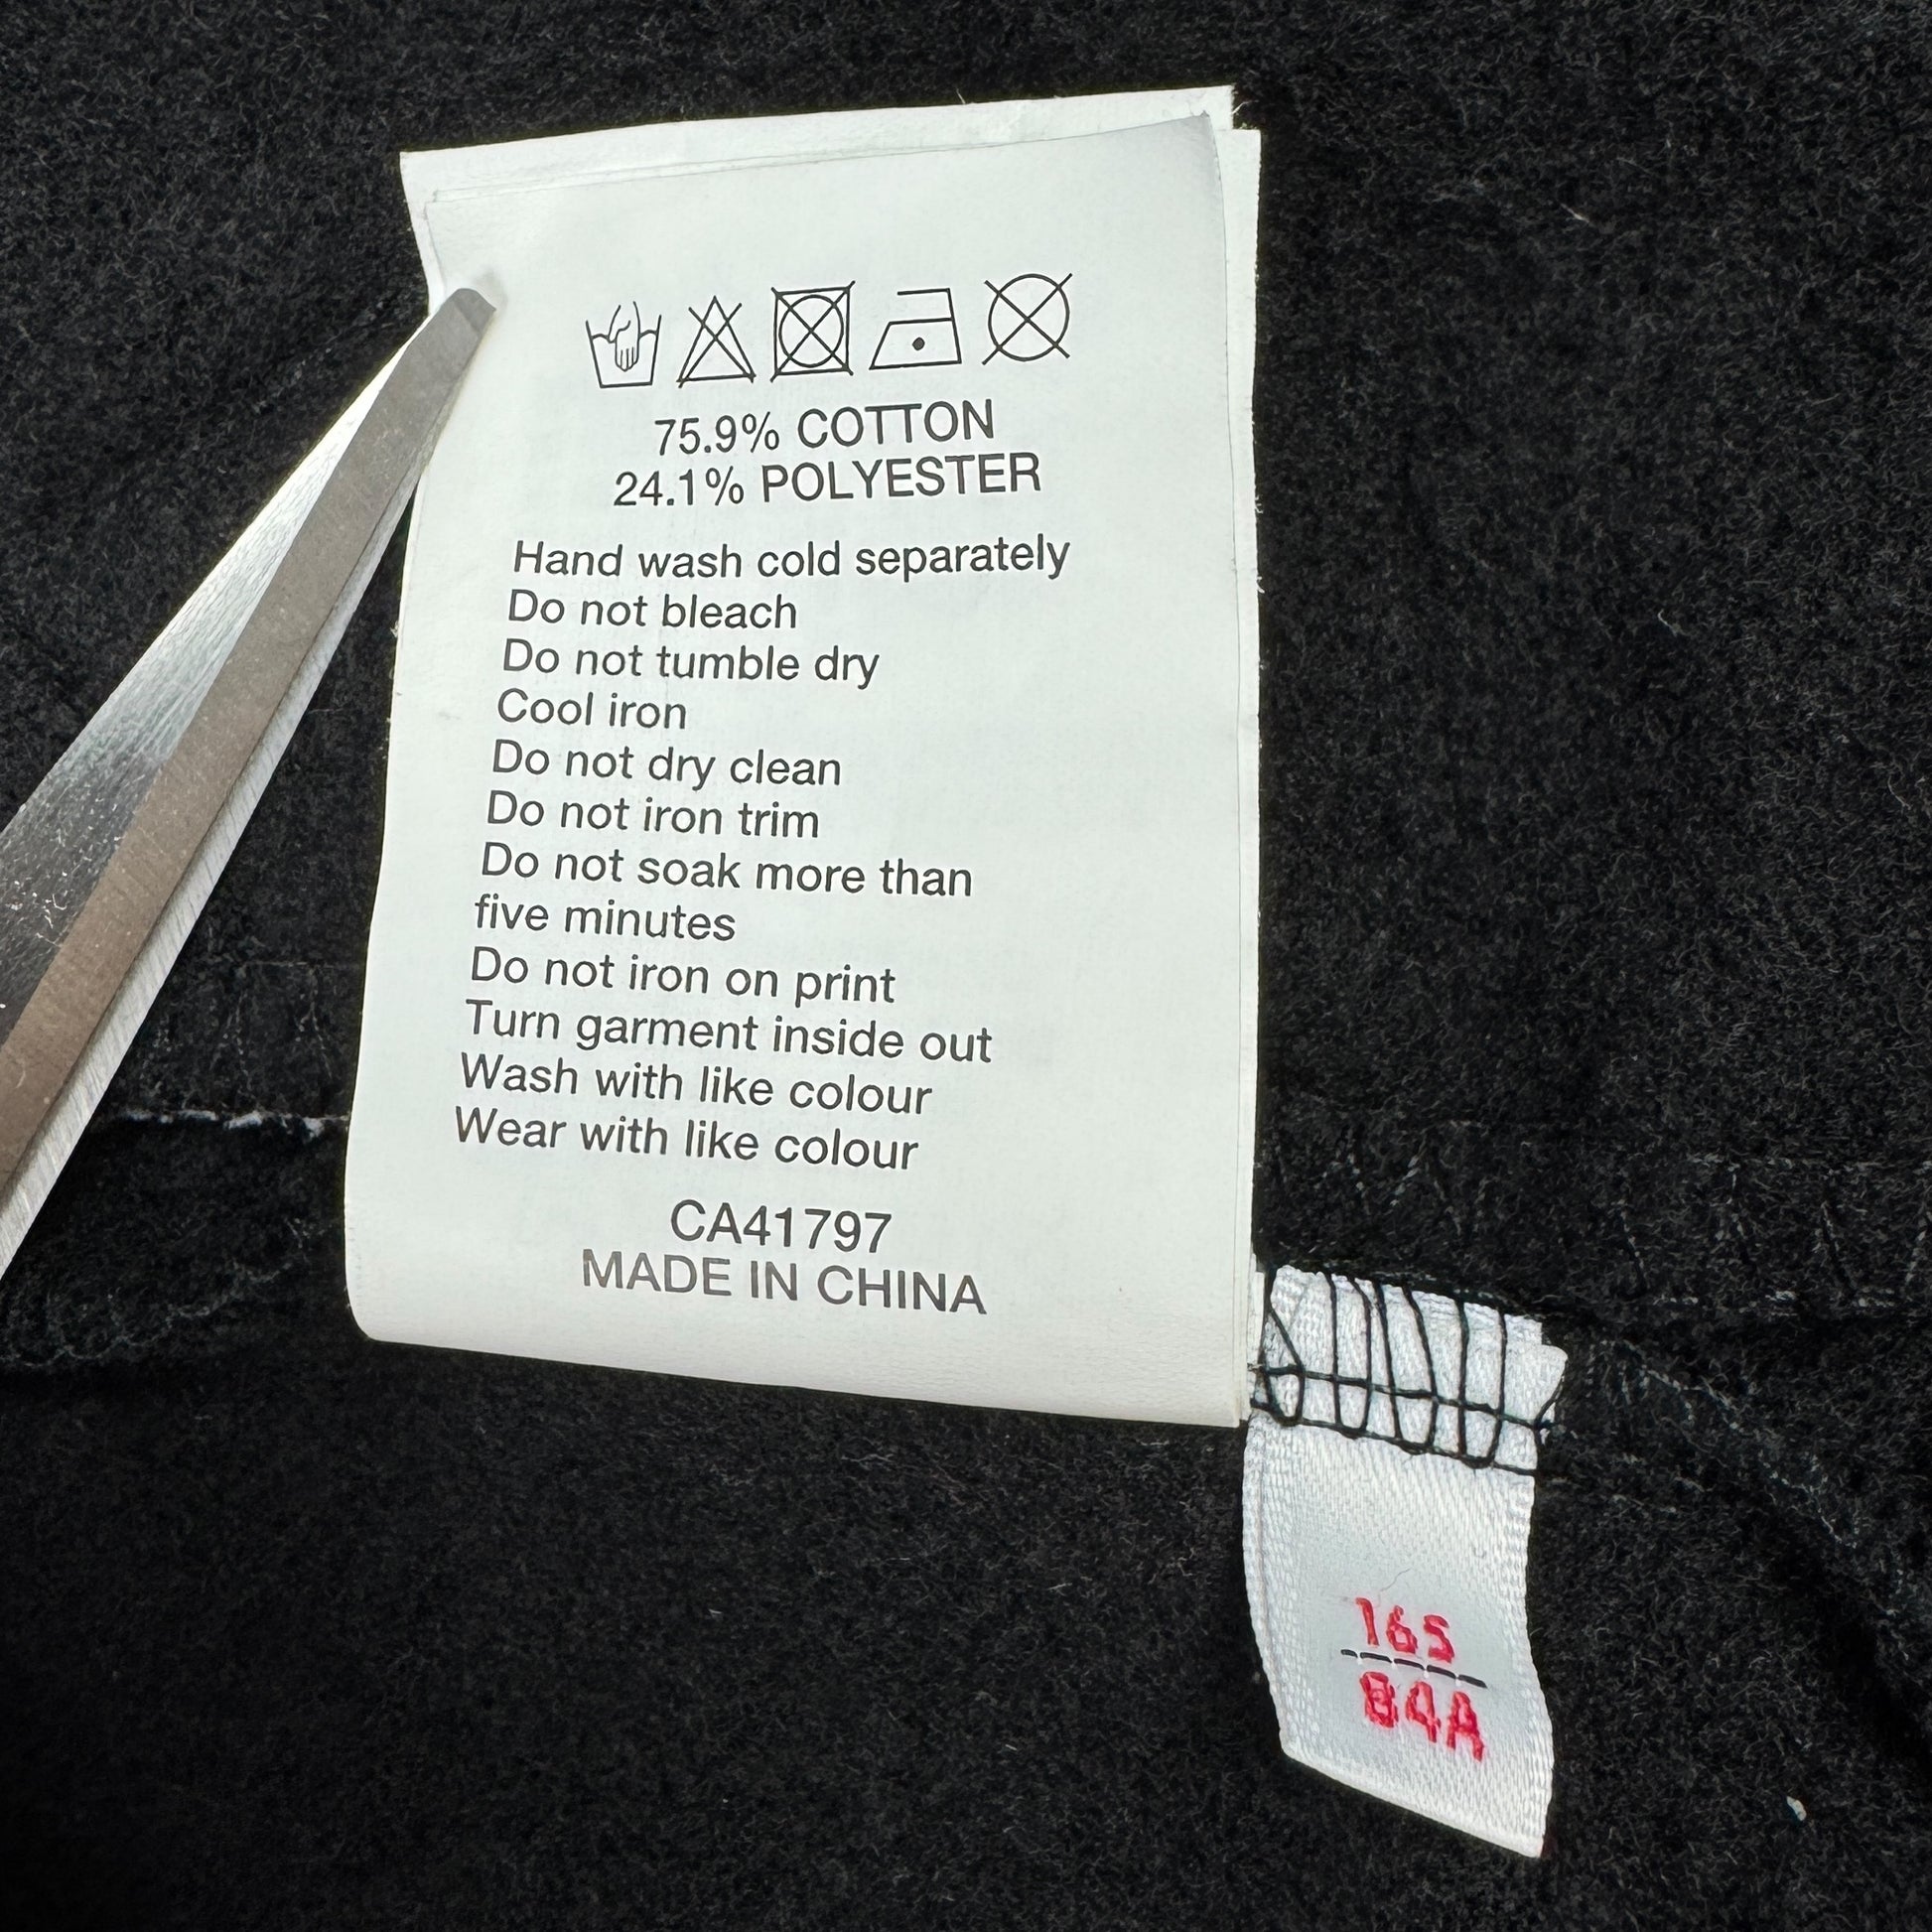 75.9% COTTON
24.1% POLYESTER
Hand wash cold separately
Do not bleach
Do not tumble dry
Cool iron
Do not dry clean
Do not iron trim
Do not soak more than
five minutes
Do not iron on print
Turn garment inside out
Wash with like colour
Wear with like colour
CA41797
MADE IN CHINA
165
84A